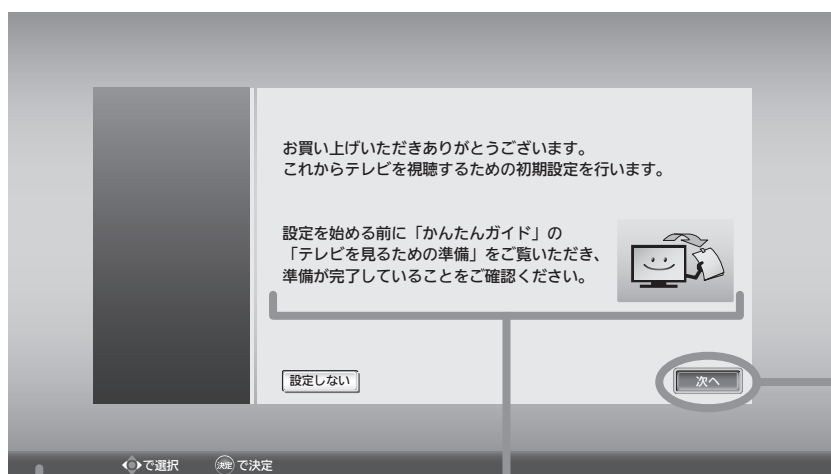 お買い上げいただきありがとうございます。
これからテレビを視聴するための初期設定を行います。
設定を始める前に「かんたんガイド」の
「テレビを見るための準備」をご覧いただき、
準備が完了していることをご確認ください。
設定しない
次へ
で選択 決定 で決定